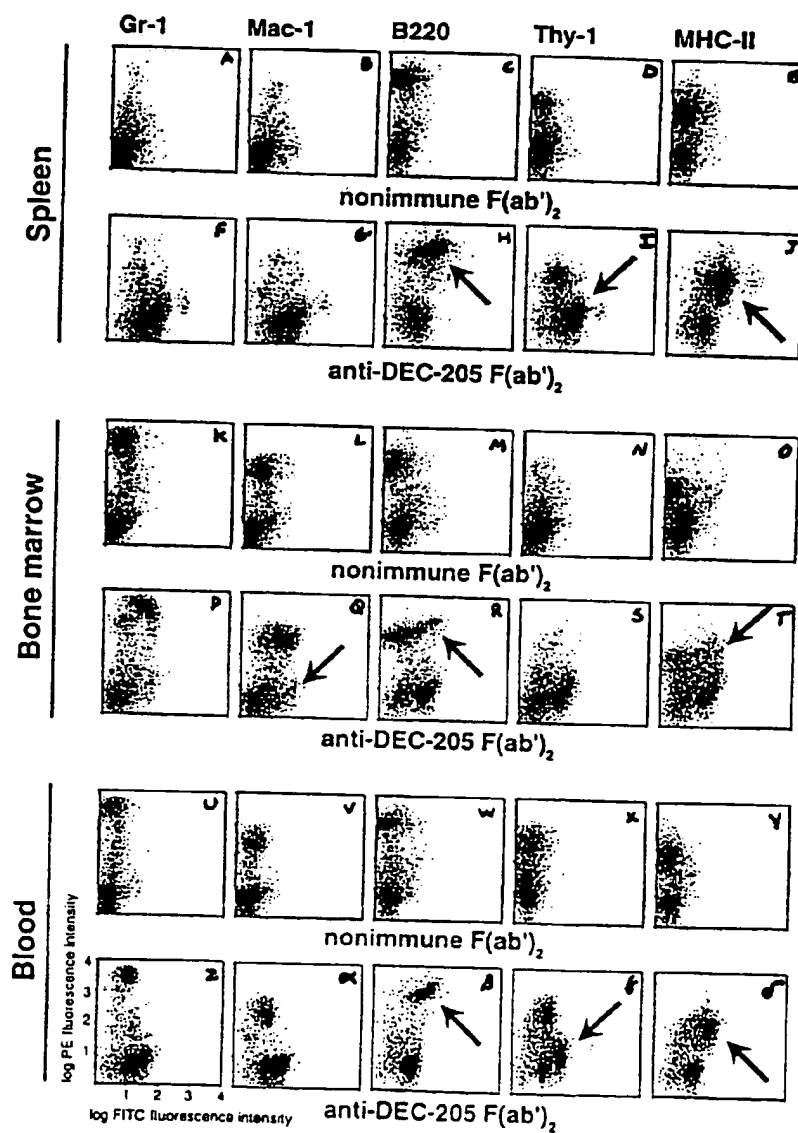 Gr-1 Mac-1 B220 Thy-1 MHC-II
Spleen
A B C D E
nonimmune F(ab')2
F G H I J
anti-DEC-205 F(ab')2
Bone marrow
K L M N O
nonimmune F(ab')2
P Q R S T
anti-DEC-205 F(ab')2
Blood
U V W X Y
nonimmune F(ab')2
log PE fluorescence intensity
4
3
2
1
Z α β γ δ
1 2 3 4
log FITC fluorescence intensity anti-DEC-205 F(ab')2